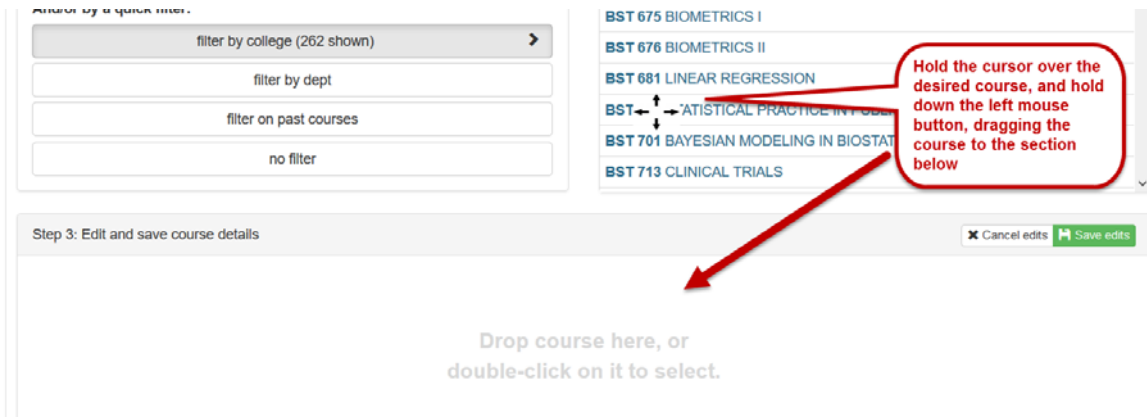 And/or by a quick filter:
filter by college (262 shown)
filter by dept
filter on past courses
no filter
BST 675 BIOMETRICS I
BST 676 BIOMETRICS II
BST 681 LINEAR REGRESSION
BST ATISTICAL PRACTICE IN
BST 701 BAYESIAN MODELING IN BIOSTAT
BST 713 CLINICAL TRIALS
Hold the cursor over the
desired course, and hold
down the left mouse
button, dragging the
course to the section
below
Step 3: Edit and save course details
Cancel edits
Save edits
Drop course here, or
double-click on it to select.